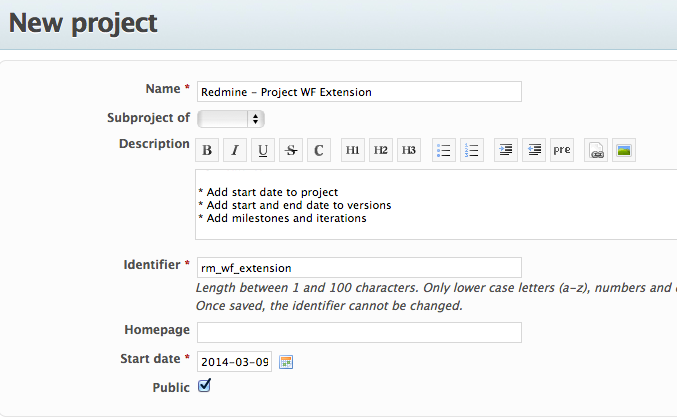 New project
Name * Redmine – Project WF Extension
Subproject of
Description B I U S C H1 H2 H3 1 2 3 pre
* Add start date to project
* Add start and end date to versions
* Add milestones and iterations
Identifier * rm_wf_extension
Length between 1 and 100 characters. Only lower case letters (a-z), numbers and
Once saved, the identifier cannot be changed.
Homepage
Start date * 2014-03-09
Public